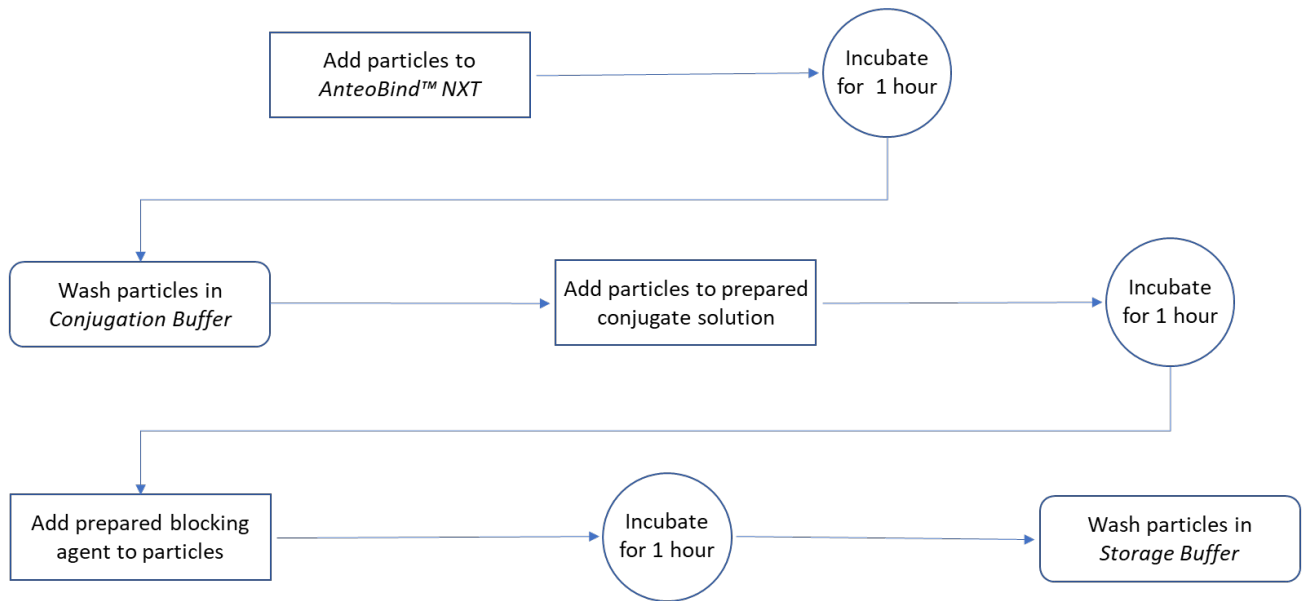 Add particles to
AnteoBind™ NXT
Incubate
for 1 hour
Wash particles in
Conjugation Buffer
Add particles to prepared
conjugate solution
Incubate
for 1 hour
Add prepared blocking
agent to particles
Incubate
for 1 hour
Wash particles in
Storage Buffer